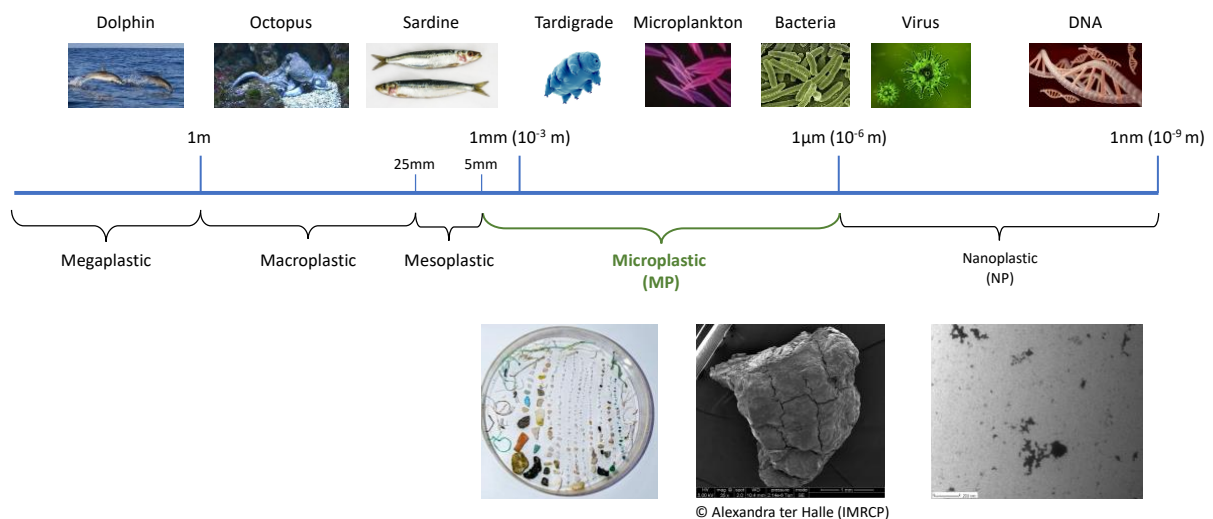 Dolphin
Octopus
Sardine
Tardigrade
Microplankton
Bacteria
Virus
DNA
1m
25mm
5mm
1mm (10⁻³ m)
1μm (10⁻⁶ m)
1nm (10⁻⁹ m)
Megaplastic
Macroplastic
Mesoplastic
Microplastic
(MP)
Nanoplastic
(NP)
© Alexandra ter Halle (IMRCP)